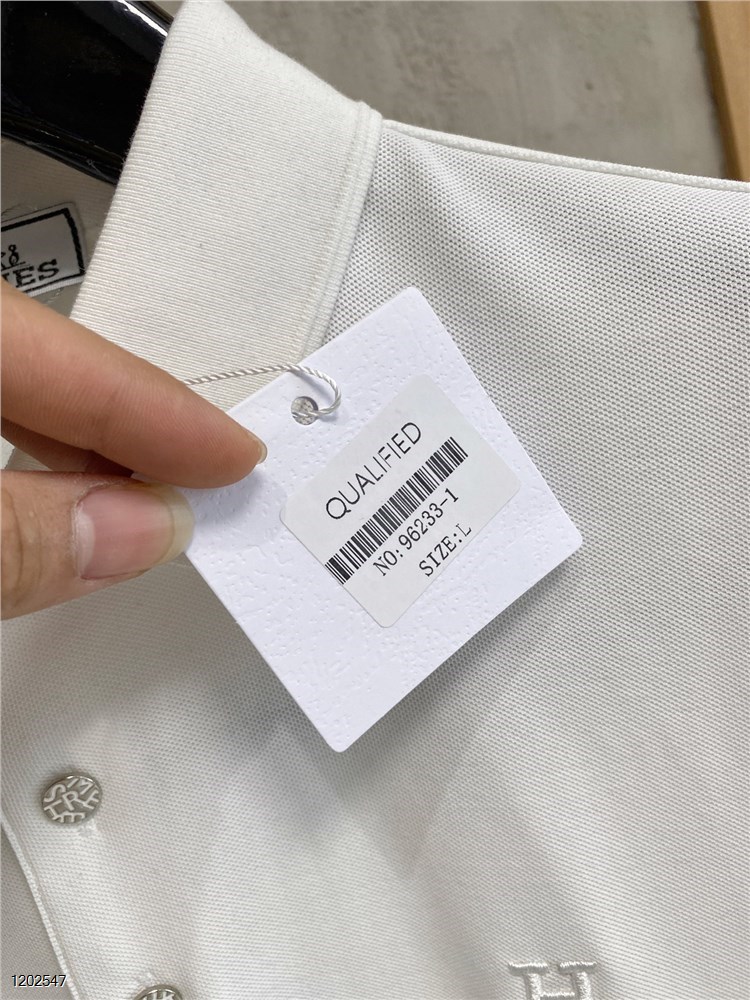 QUALIFIED
NO: 96233-1
SIZE: L
H
1202547